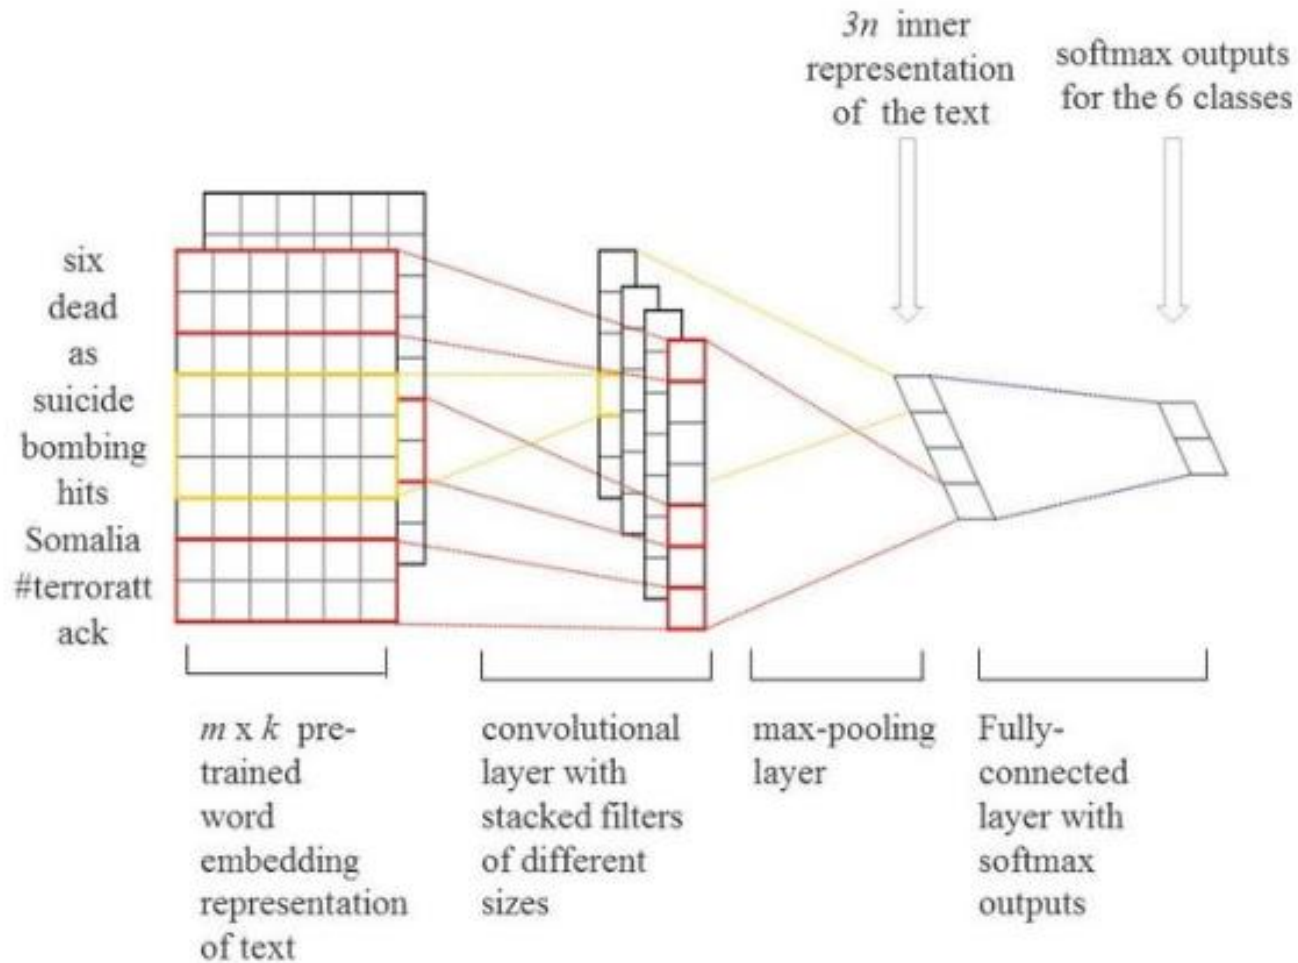 3n inner
representation
of the text
softmax outputs
for the 6 classes
six
dead
as
suicide
bombing
hits
Somalia
#terroratt
ack
m x k pre-
trained
word
embedding
representation
of text
convolutional
layer with
stacked filters
of different
sizes
max-pooling
layer
Fully-
connected
layer with
softmax
outputs